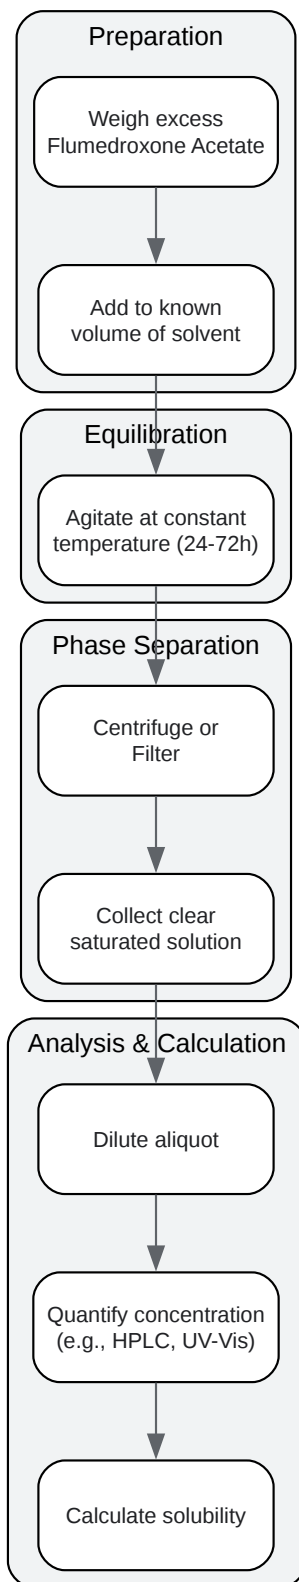 Preparation
Weigh excess
Flumedroxone Acetate
Add to known
volume of solvent
Equilibration
Agitate at constant
temperature (24-72h)
Phase Separation
Centrifuge or
Filter
Collect clear
saturated solution
Analysis & Calculation
Dilute aliquot
Quantify concentration
(e.g., HPLC, UV-Vis)
Calculate solubility